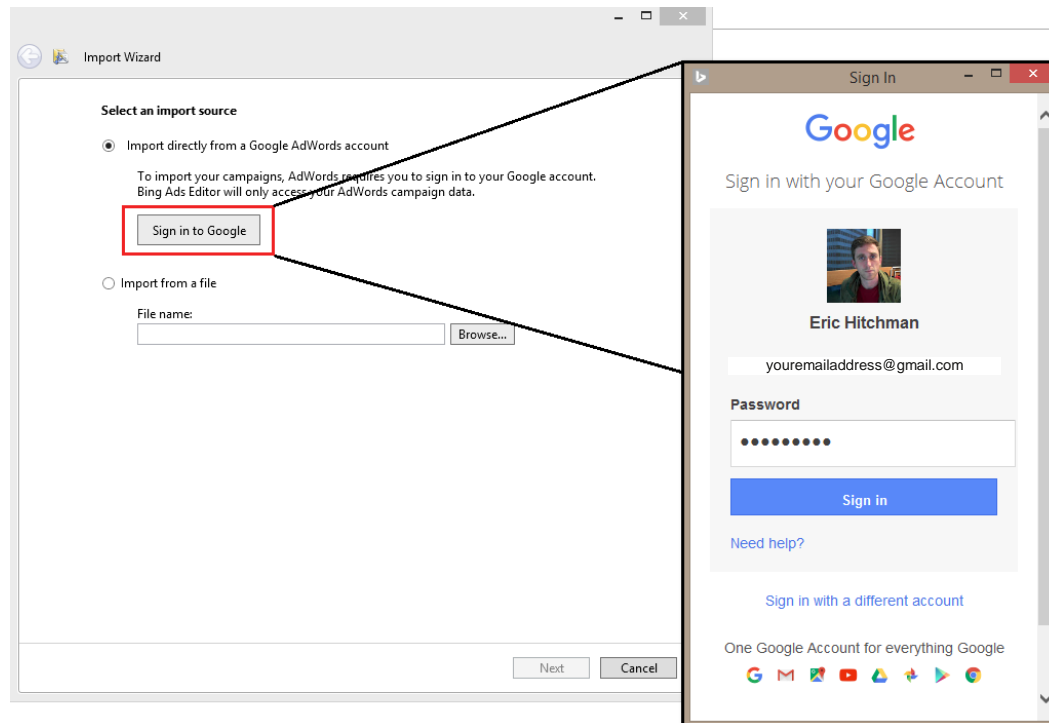 Import Wizard
Select an import source
Import directly from a Google AdWords account
To import your campaigns, AdWords requires you to sign in to your Google account.
Bing Ads Editor will only access your AdWords campaign data.
Sign in to Google
Import from a file
File name:
Browse...
Next
Cancel
Sign In
Google
Sign in with your Google Account
Eric Hitchman
youremailaddress@gmail.com
Password
Sign in
Need help?
Sign in with a different account
One Google Account for everything Google